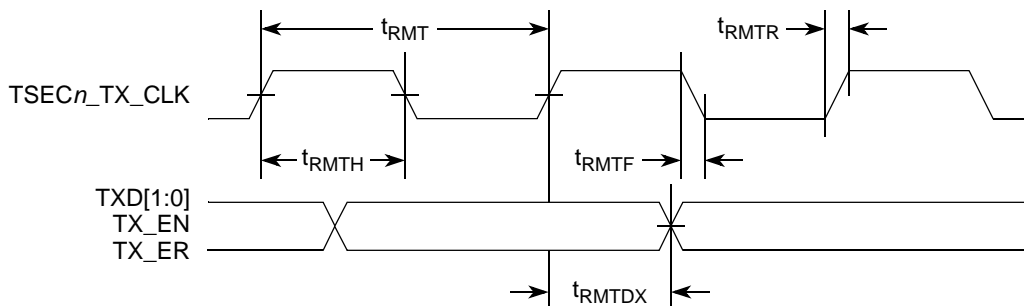 tRMT
tRMTR
TSECn_TX_CLK
tRMTH
tRMTF
TXD[1:0]
TX_EN
TX_ER
tRMTDX